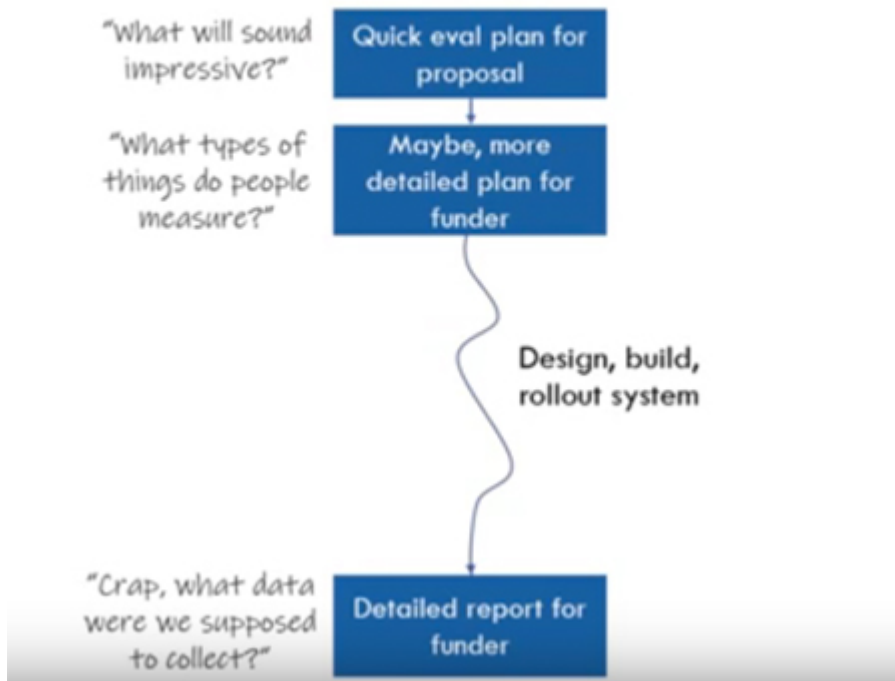 "What will sound
impressive?"
Quick eval plan for
proposal
"What types of
things do people
measure?"
Maybe, more
detailed plan for
funder
Design, build,
rollout system
"Crap, what data
were we supposed
to collect?"
Detailed report for
funder